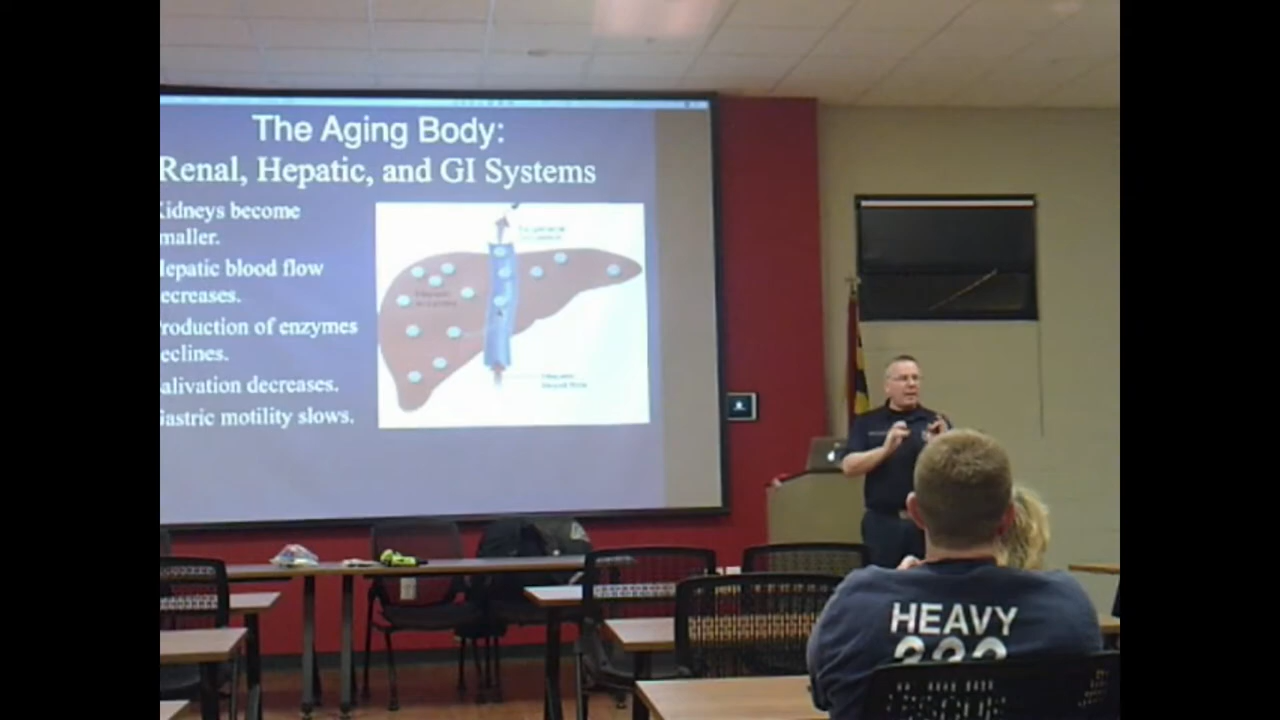 The Aging Body:
Renal, Hepatic, and GI Systems
idneys become
maller.
epatic blood flow
ecreases.
roduction of enzymes
eclines.
alivation decreases.
astric motility slows.
HEAVY